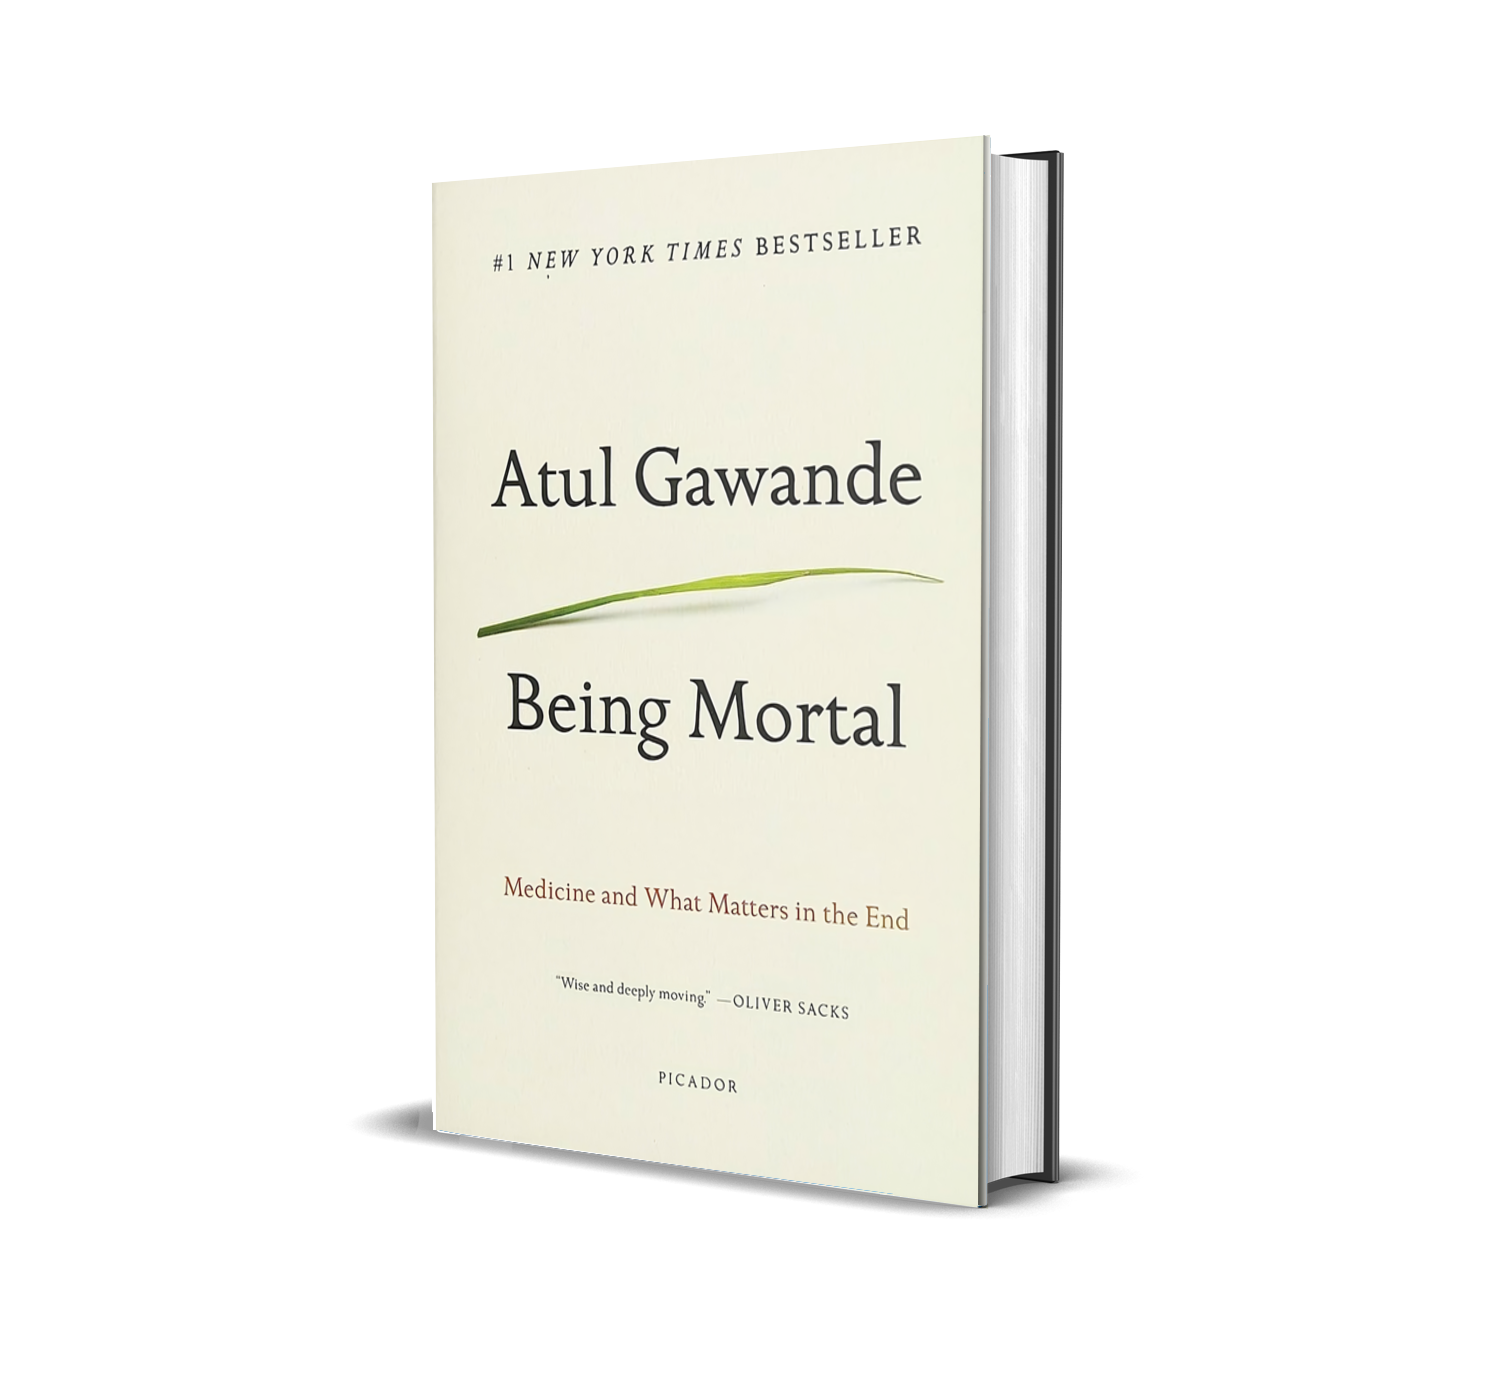 #1 NEW YORK TIMES BESTSELLER
Atul Gawande
Being Mortal
Medicine and What Matters in the End
“Wise and deeply moving.” —OLIVER SACKS
PICADOR